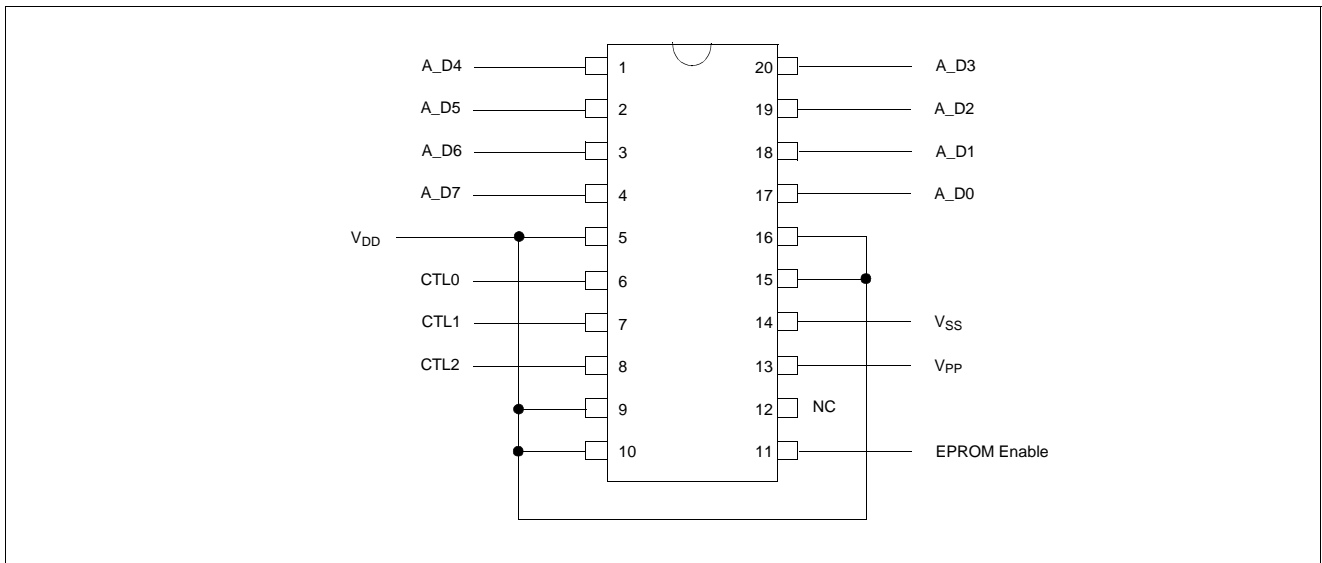 A_D4 1 20 A_D3
A_D5 2 19 A_D2
A_D6 3 18 A_D1
A_D7 4 17 A_D0
VDD 5 16
CTL0 6 15
CTL1 7 14 VSS
CTL2 8 13 VPP
9 12 NC
10 11 EPROM Enable